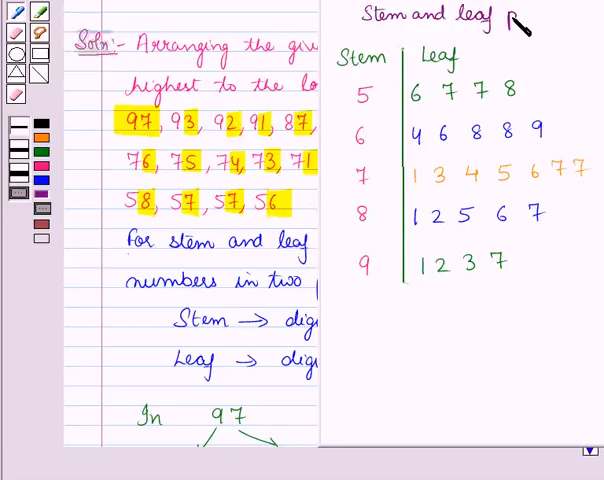 Soln:- Arranging the give
highest to the lo
97, 93, 92, 91, 87,
76, 75, 74, 73, 71
58, 57, 57, 56
For stem and leaf
numbers in two
Stem → digi
Leaf → digi
In 97
Stem and leaf
Stem Leaf
5 6 7 7 8
6 4 6 8 8 9
7 1 3 4 5 6 7 7
8 1 2 5 6 7
9 1 2 3 7